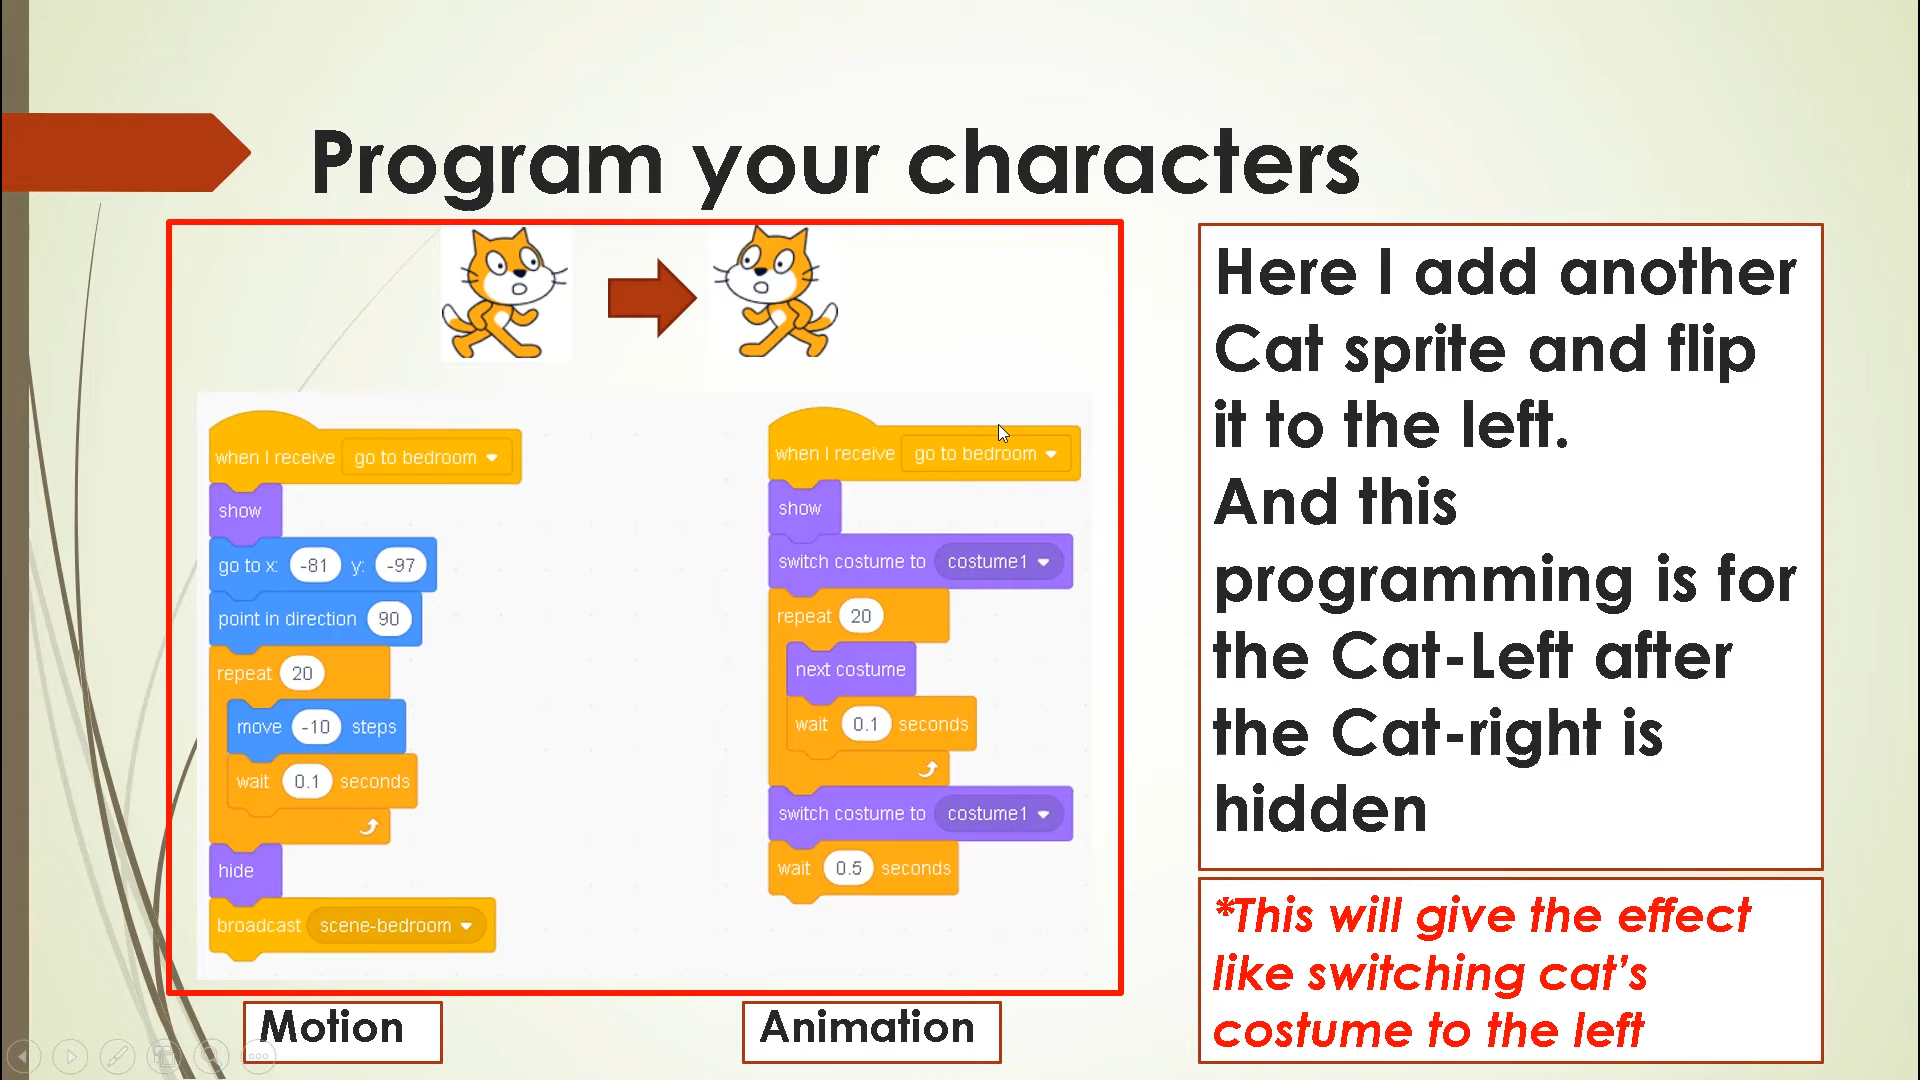 Program your characters
when I receive go to bedroom
show
go to x: -81 y: -97
point in direction 90
repeat 20
move -10 steps
wait 0.1 seconds
hide
broadcast scene-bedroom
Motion
when I receive go to bedroom
show
switch costume to costume1
repeat 20
next costume
wait 0.1 seconds
switch costume to costume1
wait 0.5 seconds
Animation
Here I add another
Cat sprite and flip
it to the left.
And this
programming is for
the Cat-Left after
the Cat-right is
hidden
*This will give the effect
like switching cat's
costume to the left